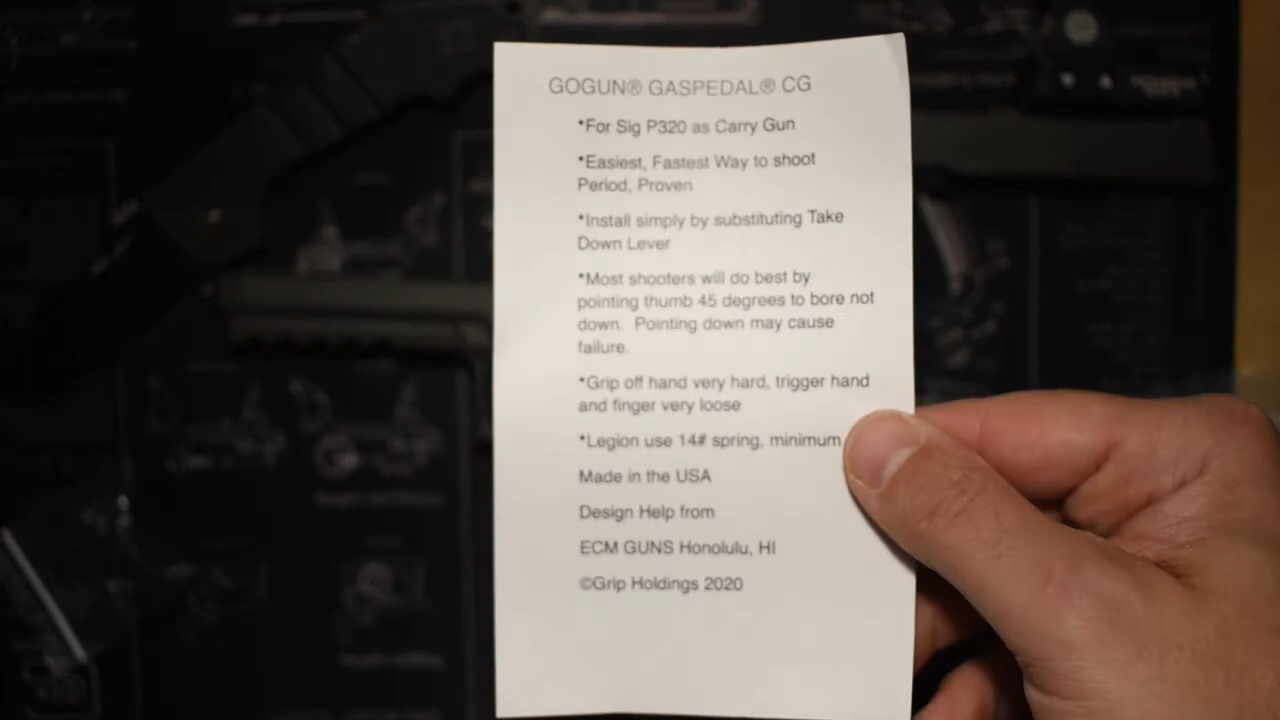 GOGUN® GASPEDAL® CG
*For Sig P320 as Carry Gun
*Easiest, Fastest Way to shoot
Period, Proven
*Install simply by substituting Take
Down Lever
*Most shooters will do best by
pointing thumb 45 degrees to bore not
down.  Pointing down may cause
failure.
*Grip off hand very hard, trigger hand
and finger very loose
*Legion use 14# spring, minimum
Made in the USA
Design Help from
ECM GUNS Honolulu, HI
©Grip Holdings 2020